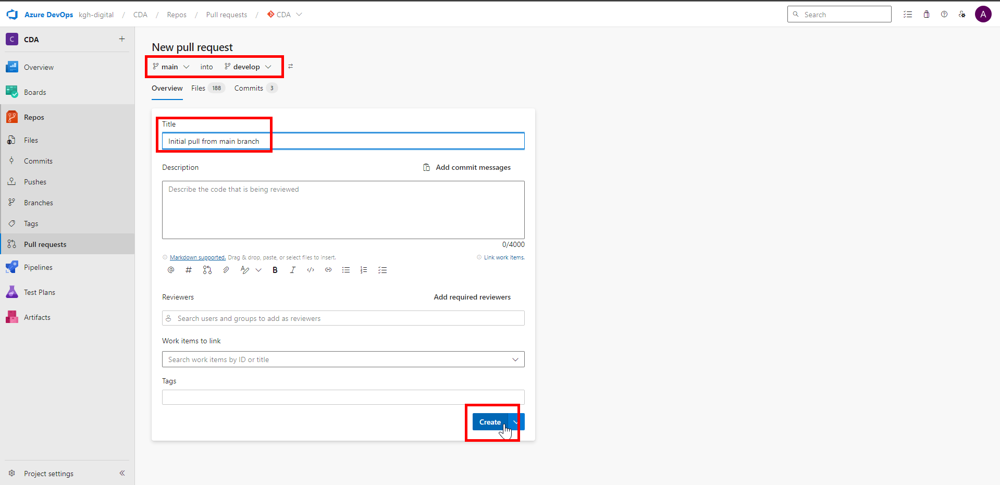 Azure DevOps kgh-digital / CDA / Repos / Pull requests / CDA
Search
A
C CDA +
Overview
Boards
Repos
Files
Commits
Pushes
Branches
Tags
Pull requests
Pipelines
Test Plans
Artifacts
Project settings
New pull request
main into develop
Overview Files 188 Commits 3
Title
Initial pull from main branch
Description Add commit messages
Describe the code that is being reviewed
0/4000
Markdown supported. Drag & drop, paste, or select files to insert. Link work items.
Reviewers Add required reviewers
Search users and groups to add as reviewers
Work items to link
Search work items by ID or title
Tags
Create